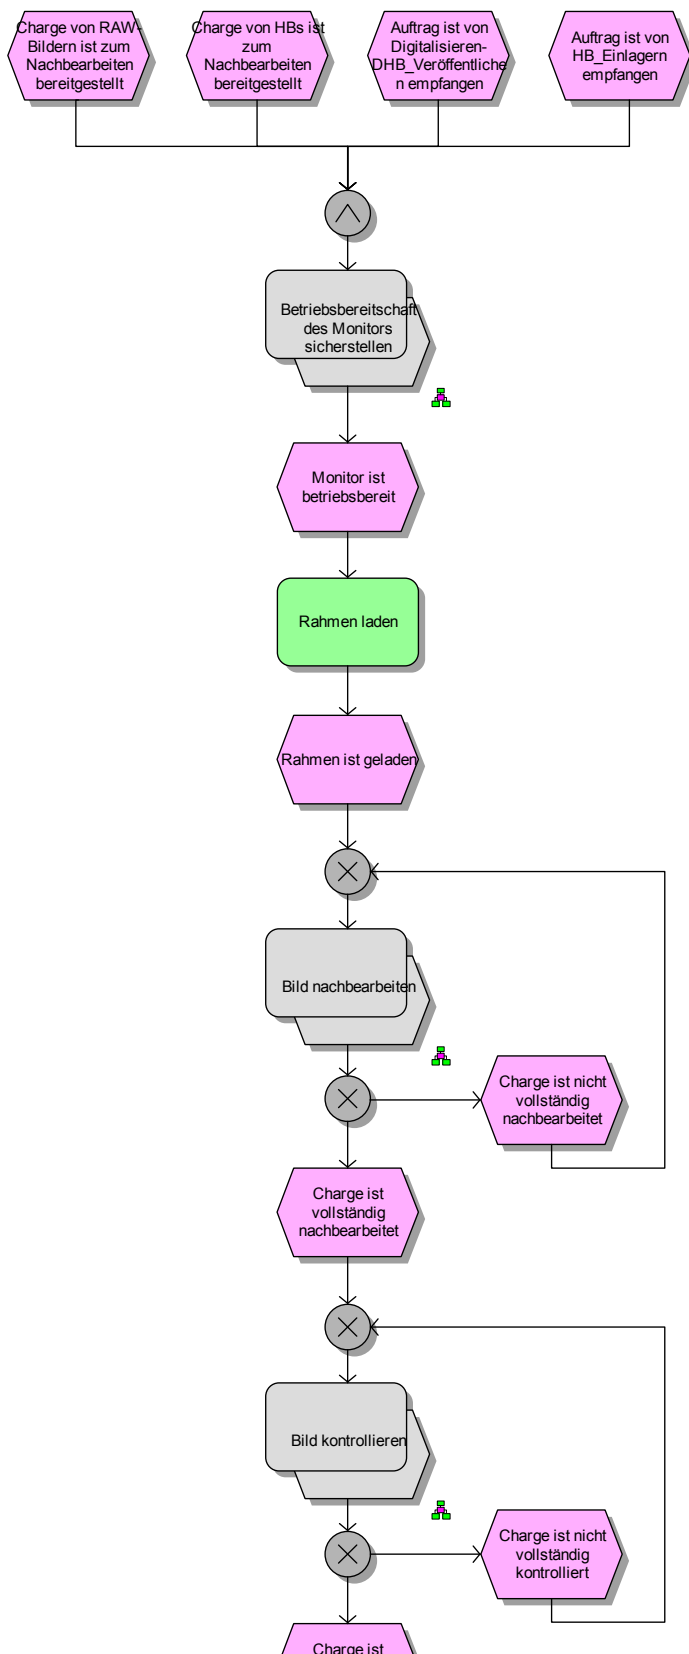 Charge von RAW-
Bildern ist zum
Nachbearbeiten
bereitgestellt
Charge von HBs ist
zum
Nachbearbeiten
bereitgestellt
Auftrag ist von
Digitalisieren-
DHB_Veröffentliche
n empfangen
Auftrag ist von
HB_Einlagern
empfangen
Betriebsbereitschaft
des Monitors
sicherstellen
Monitor ist
betriebsbereit
Rahmen laden
Rahmen ist geladen
Bild nachbearbeiten
Charge ist nicht
vollständig
nachbearbeitet
Charge ist
vollständig
nachbearbeitet
Bild kontrollieren
Charge ist nicht
vollständig
kontrolliert
Charge ist